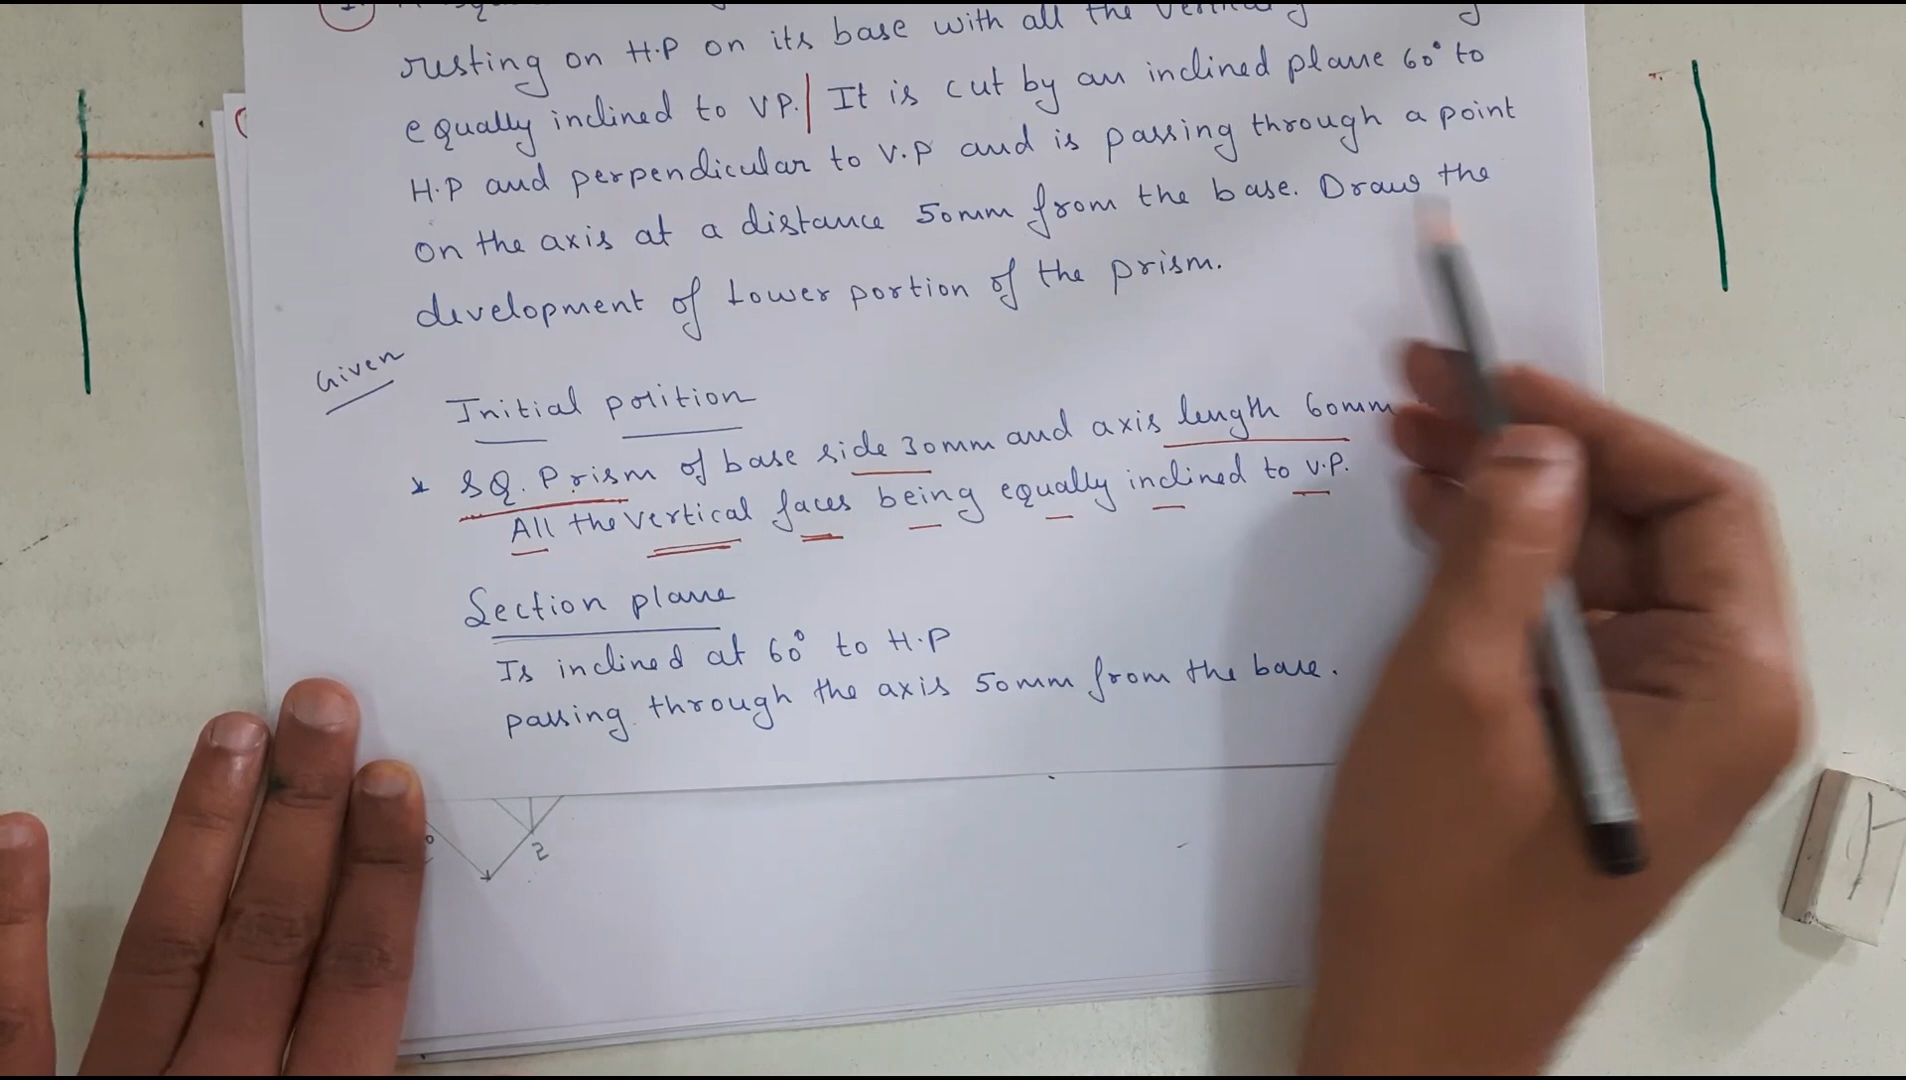 resting on H.P on its base with all the
equally inclined to VP. It is cut by an inclined plane 60° to
H.P and perpendicular to V.P and is passing through a point
on the axis at a distance 50mm from the base. Draw the
development of Lower portion of the prism.
Given
Initial position
* SQ. Prism of base side 30mm and axis length 60mm
All the vertical faces being equally inclined to V.P.
Section plane
Is inclined at 60° to H.P
passing through the axis 50mm from the base.
2